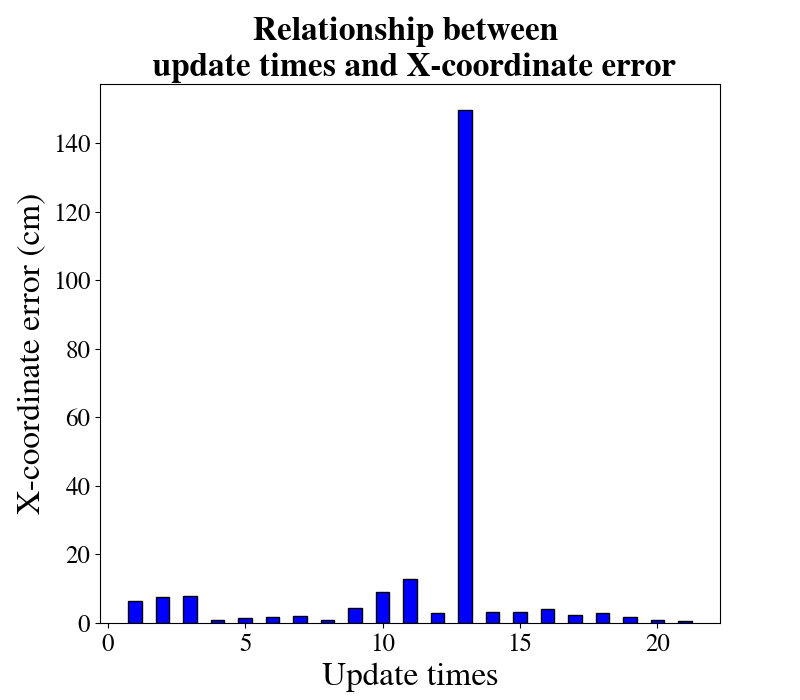 Relationship between
update times and X-coordinate error
X-coordinate error (cm)
140
120
100
80
60
40
20
0
0 5 10 15 20
Update times